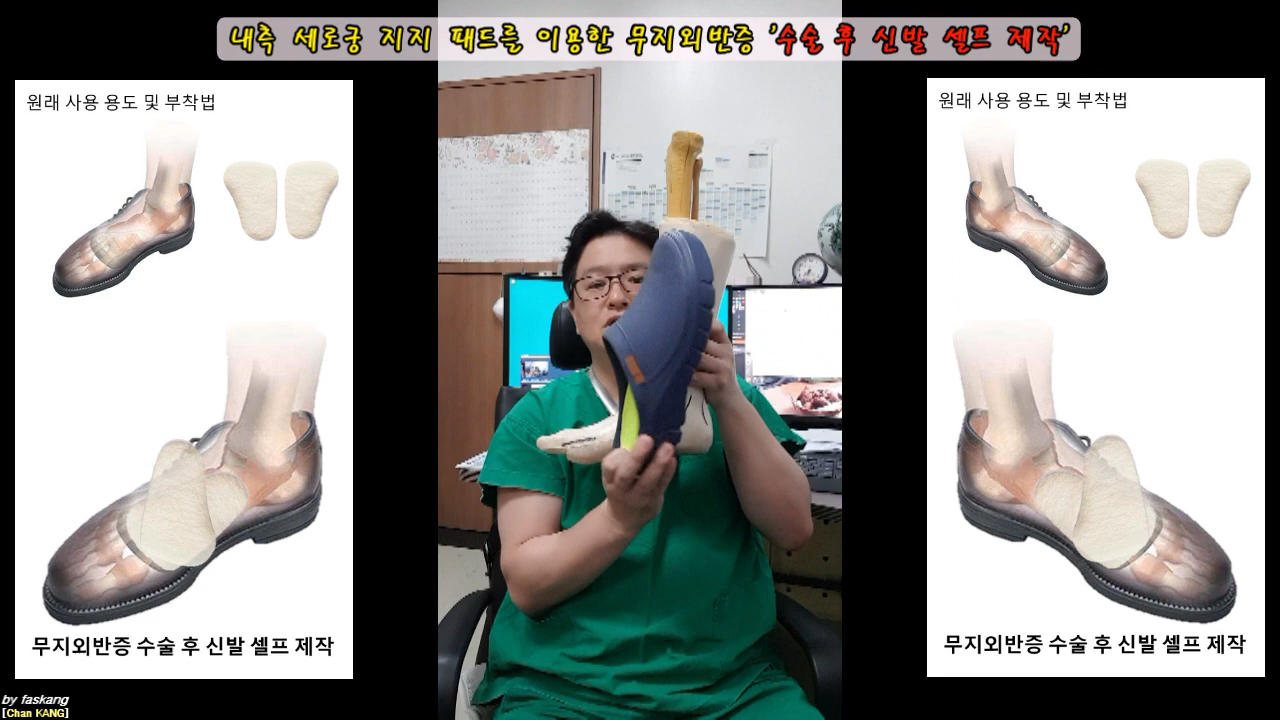 내측 세로궁 지지 패드를 이용한 무지외반증 '수술 후 신발 셀프 제작'
원래 사용 용도 및 부착법
무지외반증 수술 후 신발 셀프 제작
원래 사용 용도 및 부착법
무지외반증 수술 후 신발 셀프 제작
by faskang
[Chan KANG]